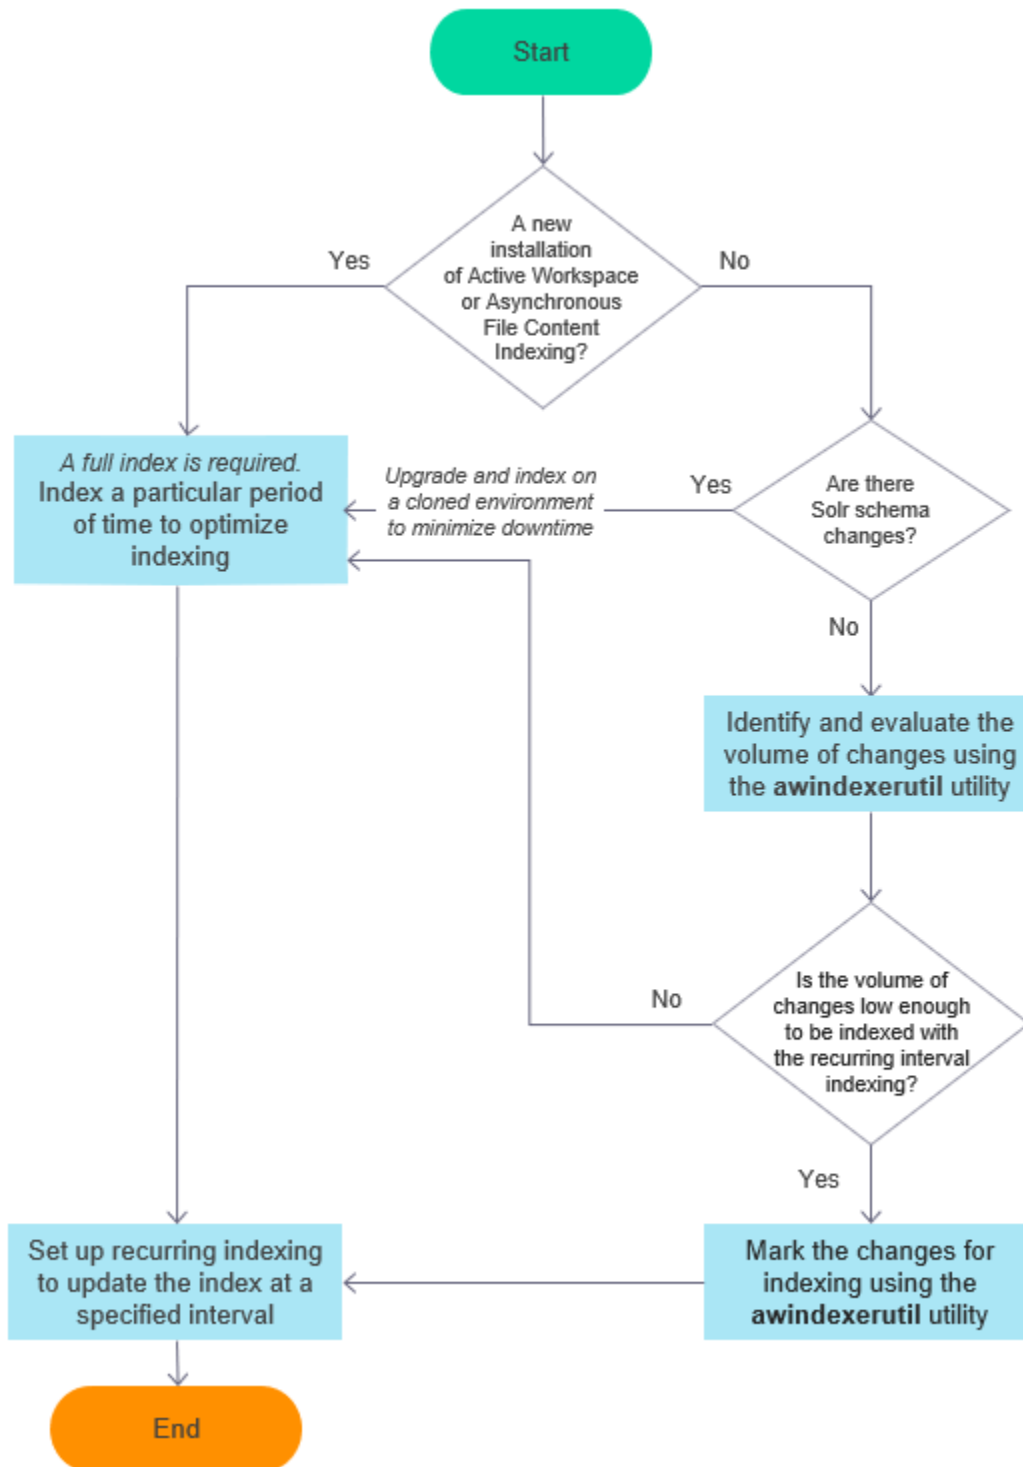 Start
A new
installation
of Active Workspace
or Asynchronous
File Content
Indexing?
Yes
No
A full index is required.
Index a particular period
of time to optimize
indexing
Upgrade and index on
a cloned environment
to minimize downtime
Yes
Are there
Solr schema
changes?
No
Identify and evaluate the
volume of changes using
the awindexerutil utility
Is the volume of
changes low enough
to be indexed with
the recurring interval
indexing?
No
Yes
Set up recurring indexing
to update the index at a
specified interval
Mark the changes for
indexing using the
awindexerutil utility
End